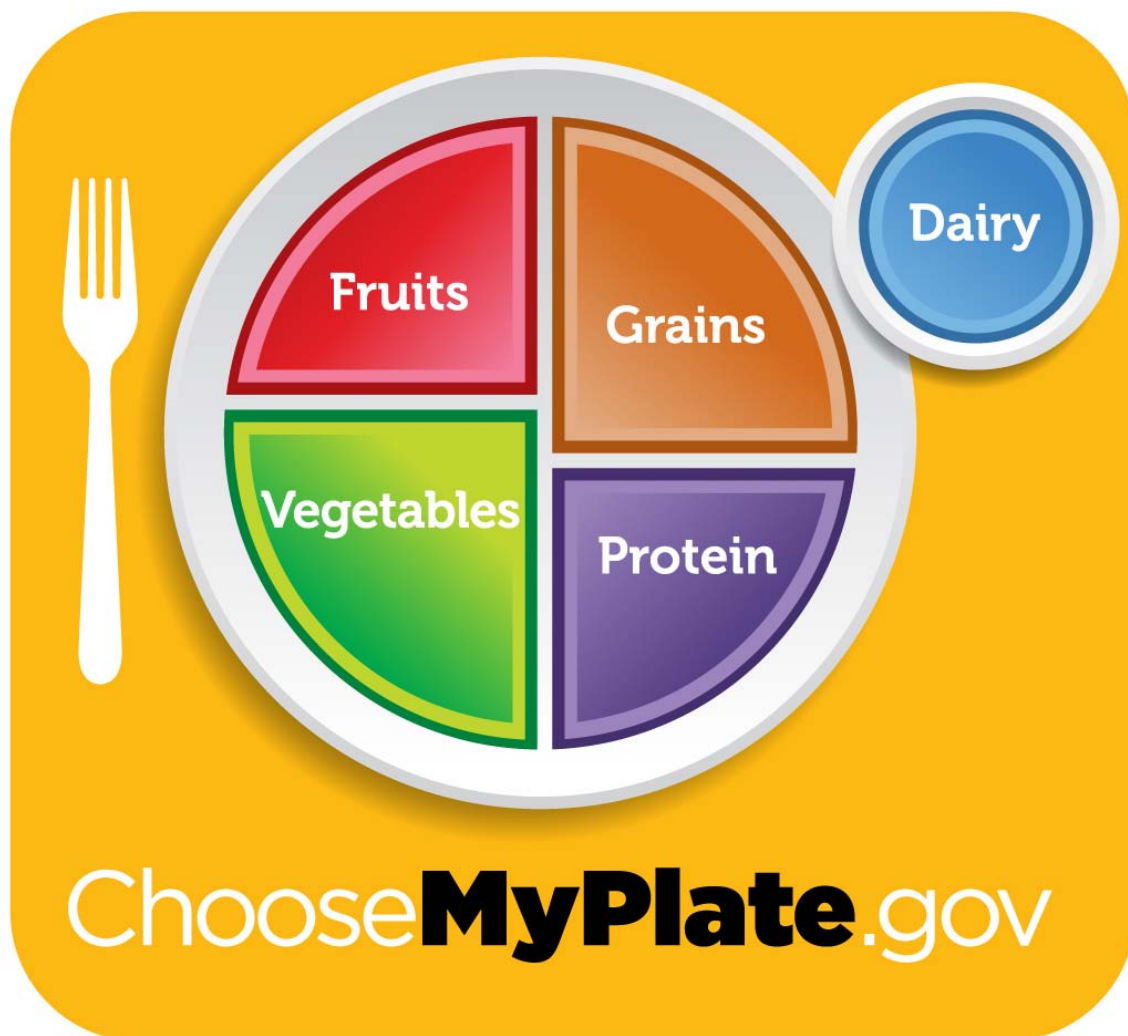 Fruits
Grains
Dairy
Vegetables
Protein
ChooseMyPlate.gov